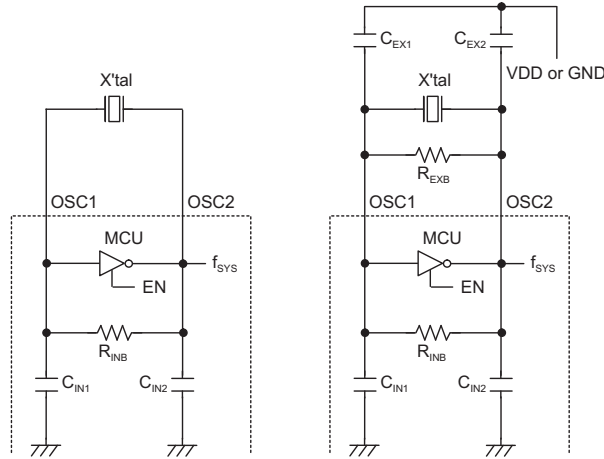 X'tal
OSC1 OSC2
MCU
f_SYS
EN
R_INB
C_IN1 C_IN2
C_EX1 C_EX2
VDD or GND
X'tal
R_EXB
OSC1 OSC2
MCU
f_SYS
EN
R_INB
C_IN1 C_IN2